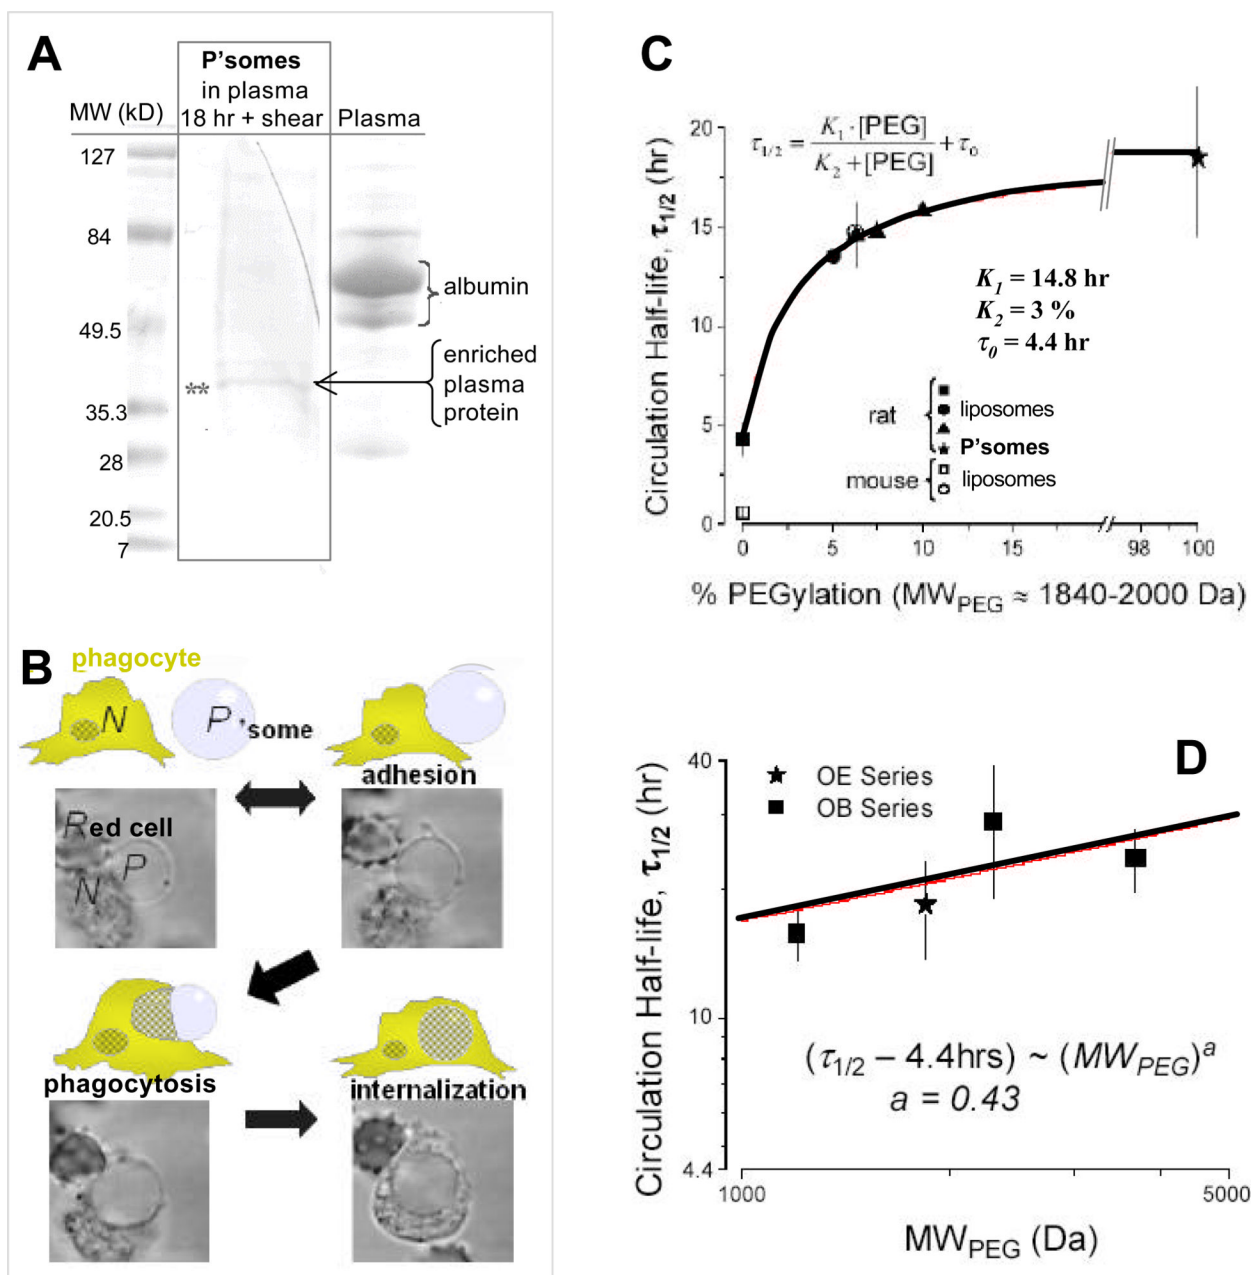 A
P'somes
in plasma
MW (kD) 18 hr + shear Plasma
127
84
49.5
35.3
28
20.5
7
albumin
enriched
plasma
protein
**
B
phagocyte
N P'some
adhesion
Red cell
P
N
phagocytosis
internalization
C
Circulation Half-life, τ1/2 (hr)
20
15
10
5
0
τ1/2 = K1·[PEG] / K2+[PEG] + τ0
K1 = 14.8 hr
K2 = 3 %
τ0 = 4.4 hr
rat
liposomes
P'somes
mouse
liposomes
0 5 10 15 98 100
% PEGylation (MWPEG ≈ 1840-2000 Da)
D
Circulation Half-life, τ1/2 (hr)
40
10
4.4
OE Series
OB Series
(τ1/2 – 4.4hrs) ~ (MWPEG)a
a = 0.43
1000 5000
MWPEG (Da)